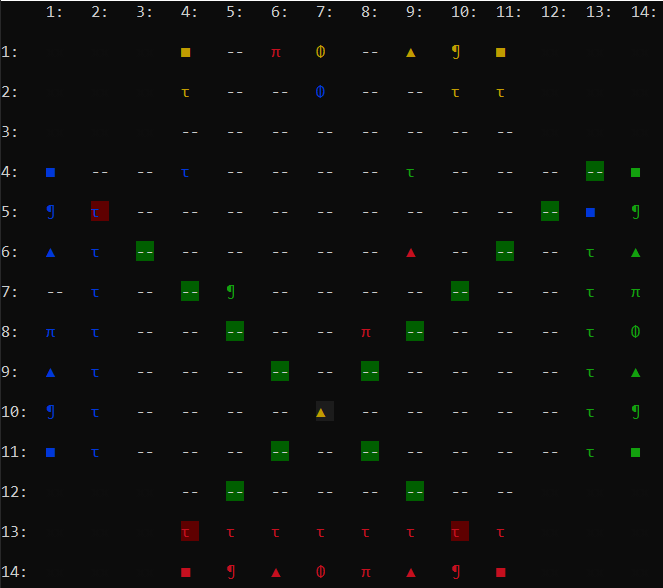 1: 2: 3: 4: 5: 6: 7: 8: 9: 10: 11: 12: 13: 14:
1: ■ -- π Φ -- ▲ ¶ ■
2: τ -- -- Φ -- -- τ τ
3: -- -- -- -- -- -- -- --
4: ■ -- -- τ -- -- -- -- τ -- -- -- -- ■
5: ¶ τ -- -- -- -- -- -- -- -- -- -- ■ ¶
6: ▲ τ -- -- -- -- -- -- ▲ -- -- -- τ ▲
7: -- τ -- -- ¶ -- -- -- -- -- -- -- τ π
8: π τ -- -- -- -- -- π -- -- -- -- τ Φ
9: ▲ τ -- -- -- -- -- -- -- -- -- -- τ ▲
10: ¶ τ -- -- -- -- ▲ -- -- -- -- -- τ ¶
11: ■ τ -- -- -- -- -- -- -- -- -- -- τ ■
12: -- -- -- -- -- -- -- --
13: τ τ τ τ τ τ τ τ
14: ■ ¶ ▲ Φ π ▲ ¶ ■